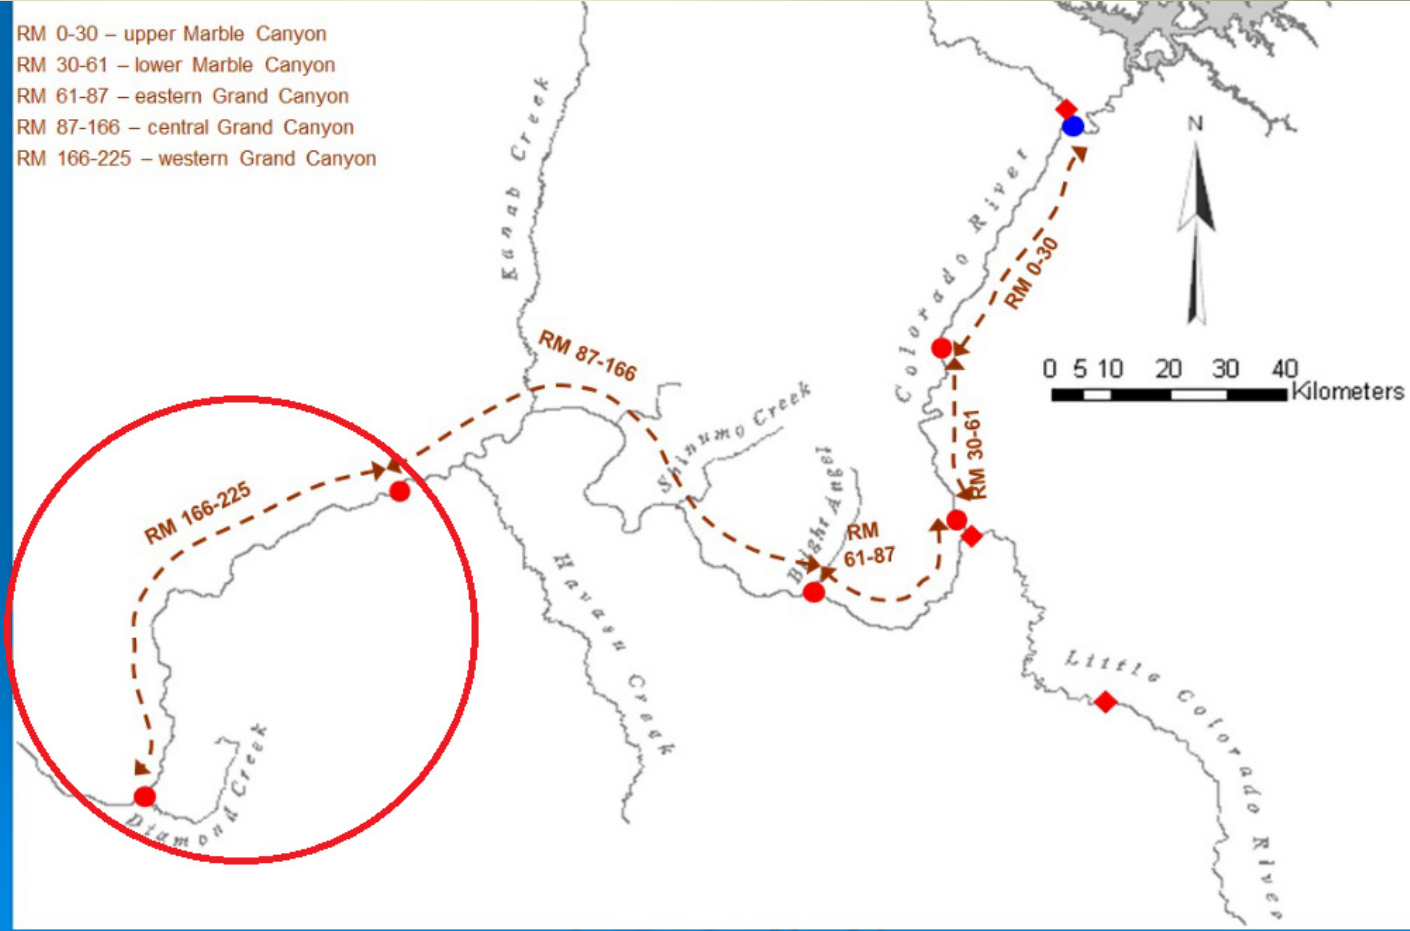 RM 0-30 – upper Marble Canyon
RM 30-61 – lower Marble Canyon
RM 61-87 – eastern Grand Canyon
RM 87-166 – central Grand Canyon
RM 166-225 – western Grand Canyon
Kanab Creek
Colorado River
N
RM 0-30
0 5 10 20 30 40
Kilometers
RM 87-166
Shinumo Creek
RM 30-61
Bright Angel
RM
61-87
RM 166-225
Havasu Creek
Little Colorado River
Diamond Creek